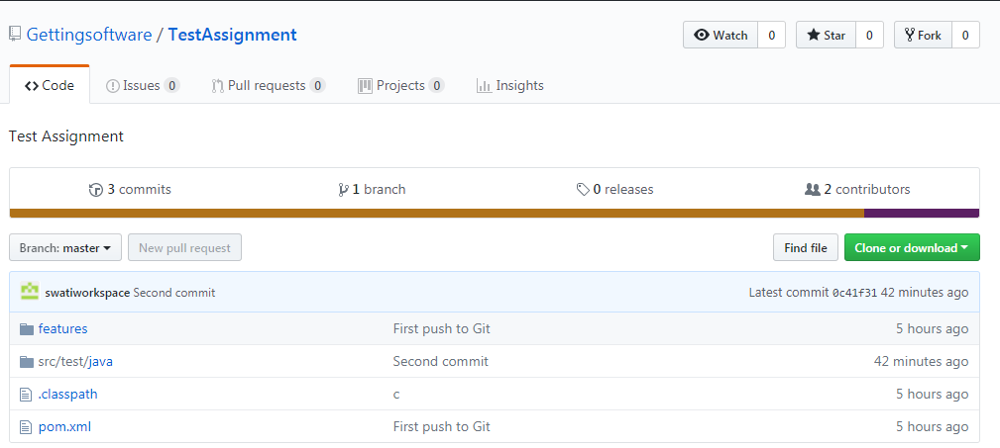 Gettingsoftware / TestAssignment Watch 0 Star 0 Fork 0
Code Issues 0 Pull requests 0 Projects 0 Insights
Test Assignment
3 commits 1 branch 0 releases 2 contributors
Branch: master New pull request Find file Clone or download
swatiworkspace Second commit Latest commit 0c41f31 42 minutes ago
features First push to Git 5 hours ago
src/test/java Second commit 42 minutes ago
.classpath c 5 hours ago
pom.xml First push to Git 5 hours ago